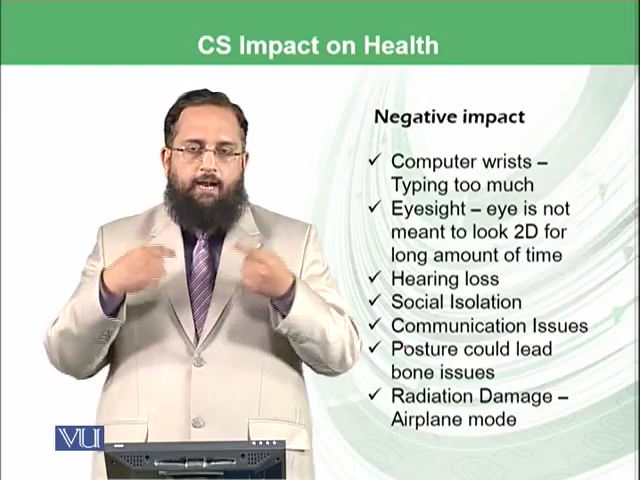 CS Impact on Health
Negative impact
✓ Computer wrists –
Typing too much
✓ Eyesight – eye is not
meant to look 2D for
long amount of time
✓ Hearing loss
✓ Social Isolation
✓ Communication Issues
✓ Posture could lead
bone issues
✓ Radiation Damage –
Airplane mode
VU